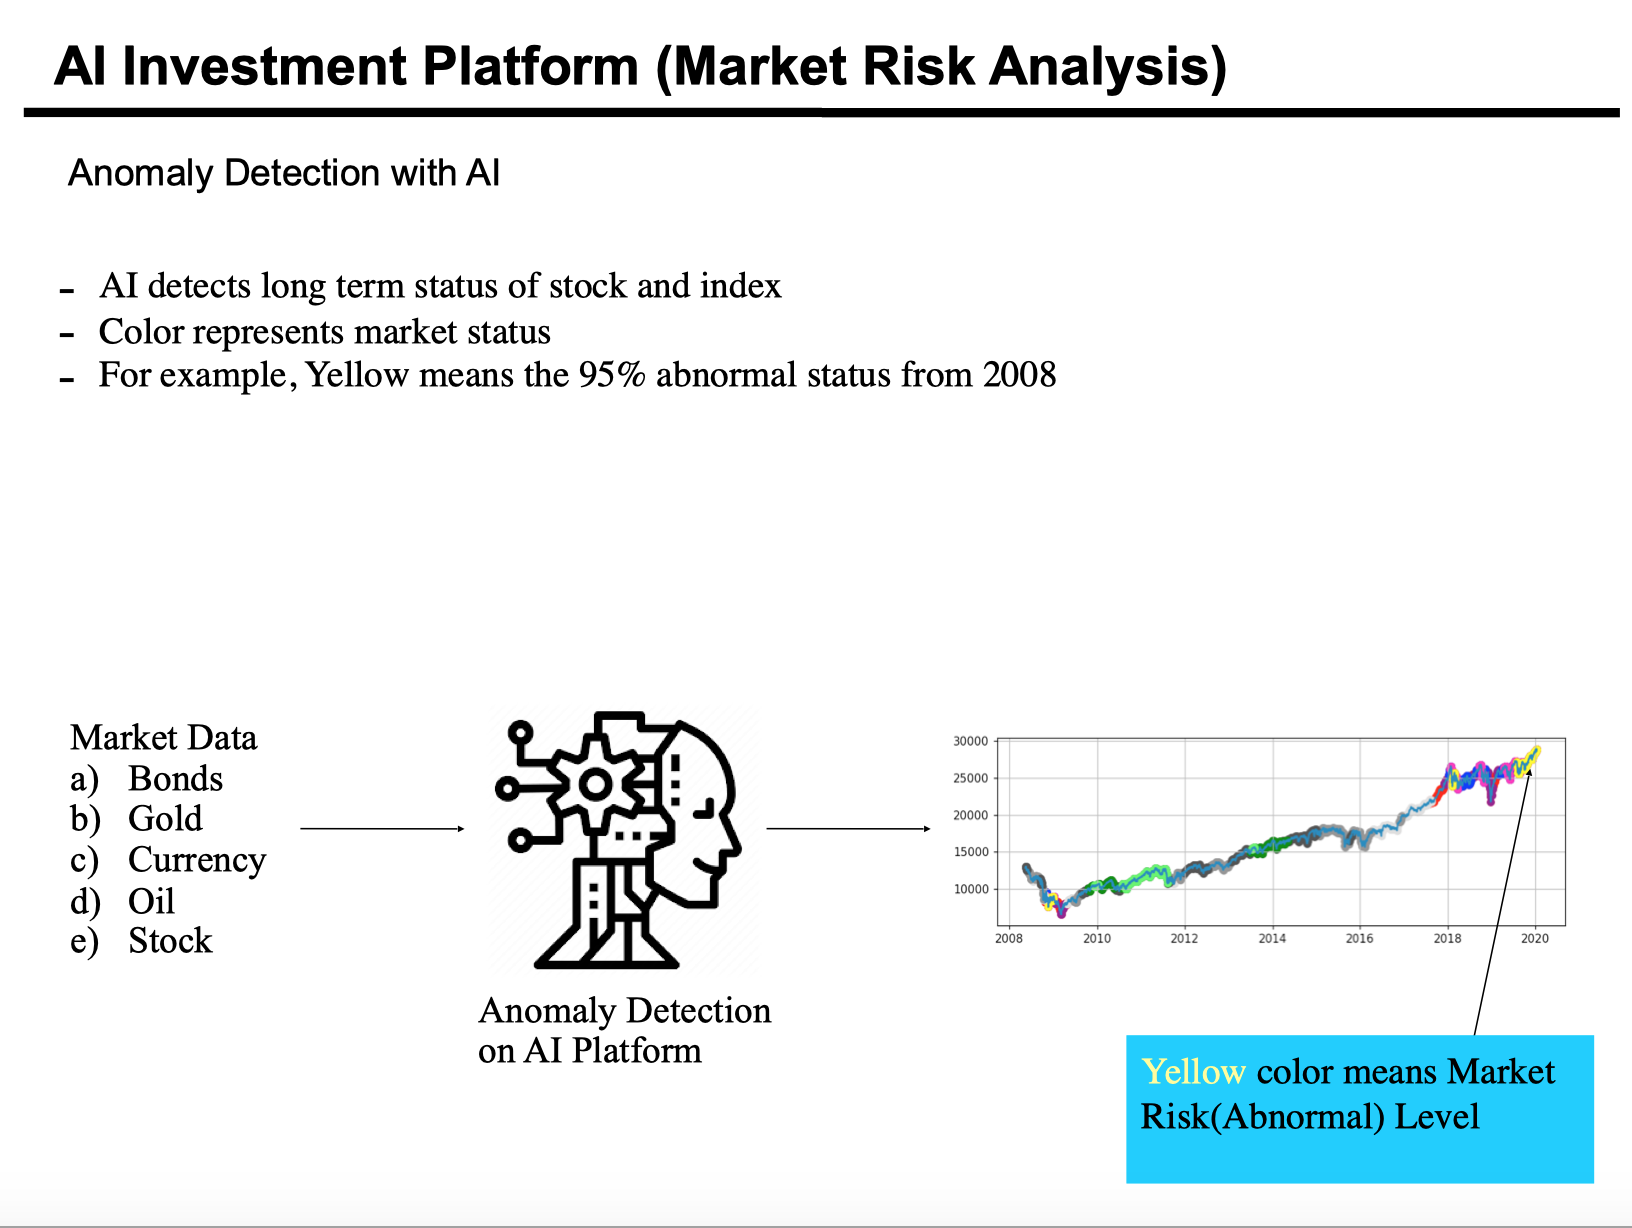 AI Investment Platform (Market Risk Analysis)
Anomaly Detection with AI
- AI detects long term status of stock and index
- Color represents market status
- For example, Yellow means the 95% abnormal status from 2008
Market Data
a) Bonds
b) Gold
c) Currency
d) Oil
e) Stock
Anomaly Detection
on AI Platform
30000
25000
20000
15000
10000
2008 2010 2012 2014 2016 2018 2020
Yellow color means Market
Risk(Abnormal) Level